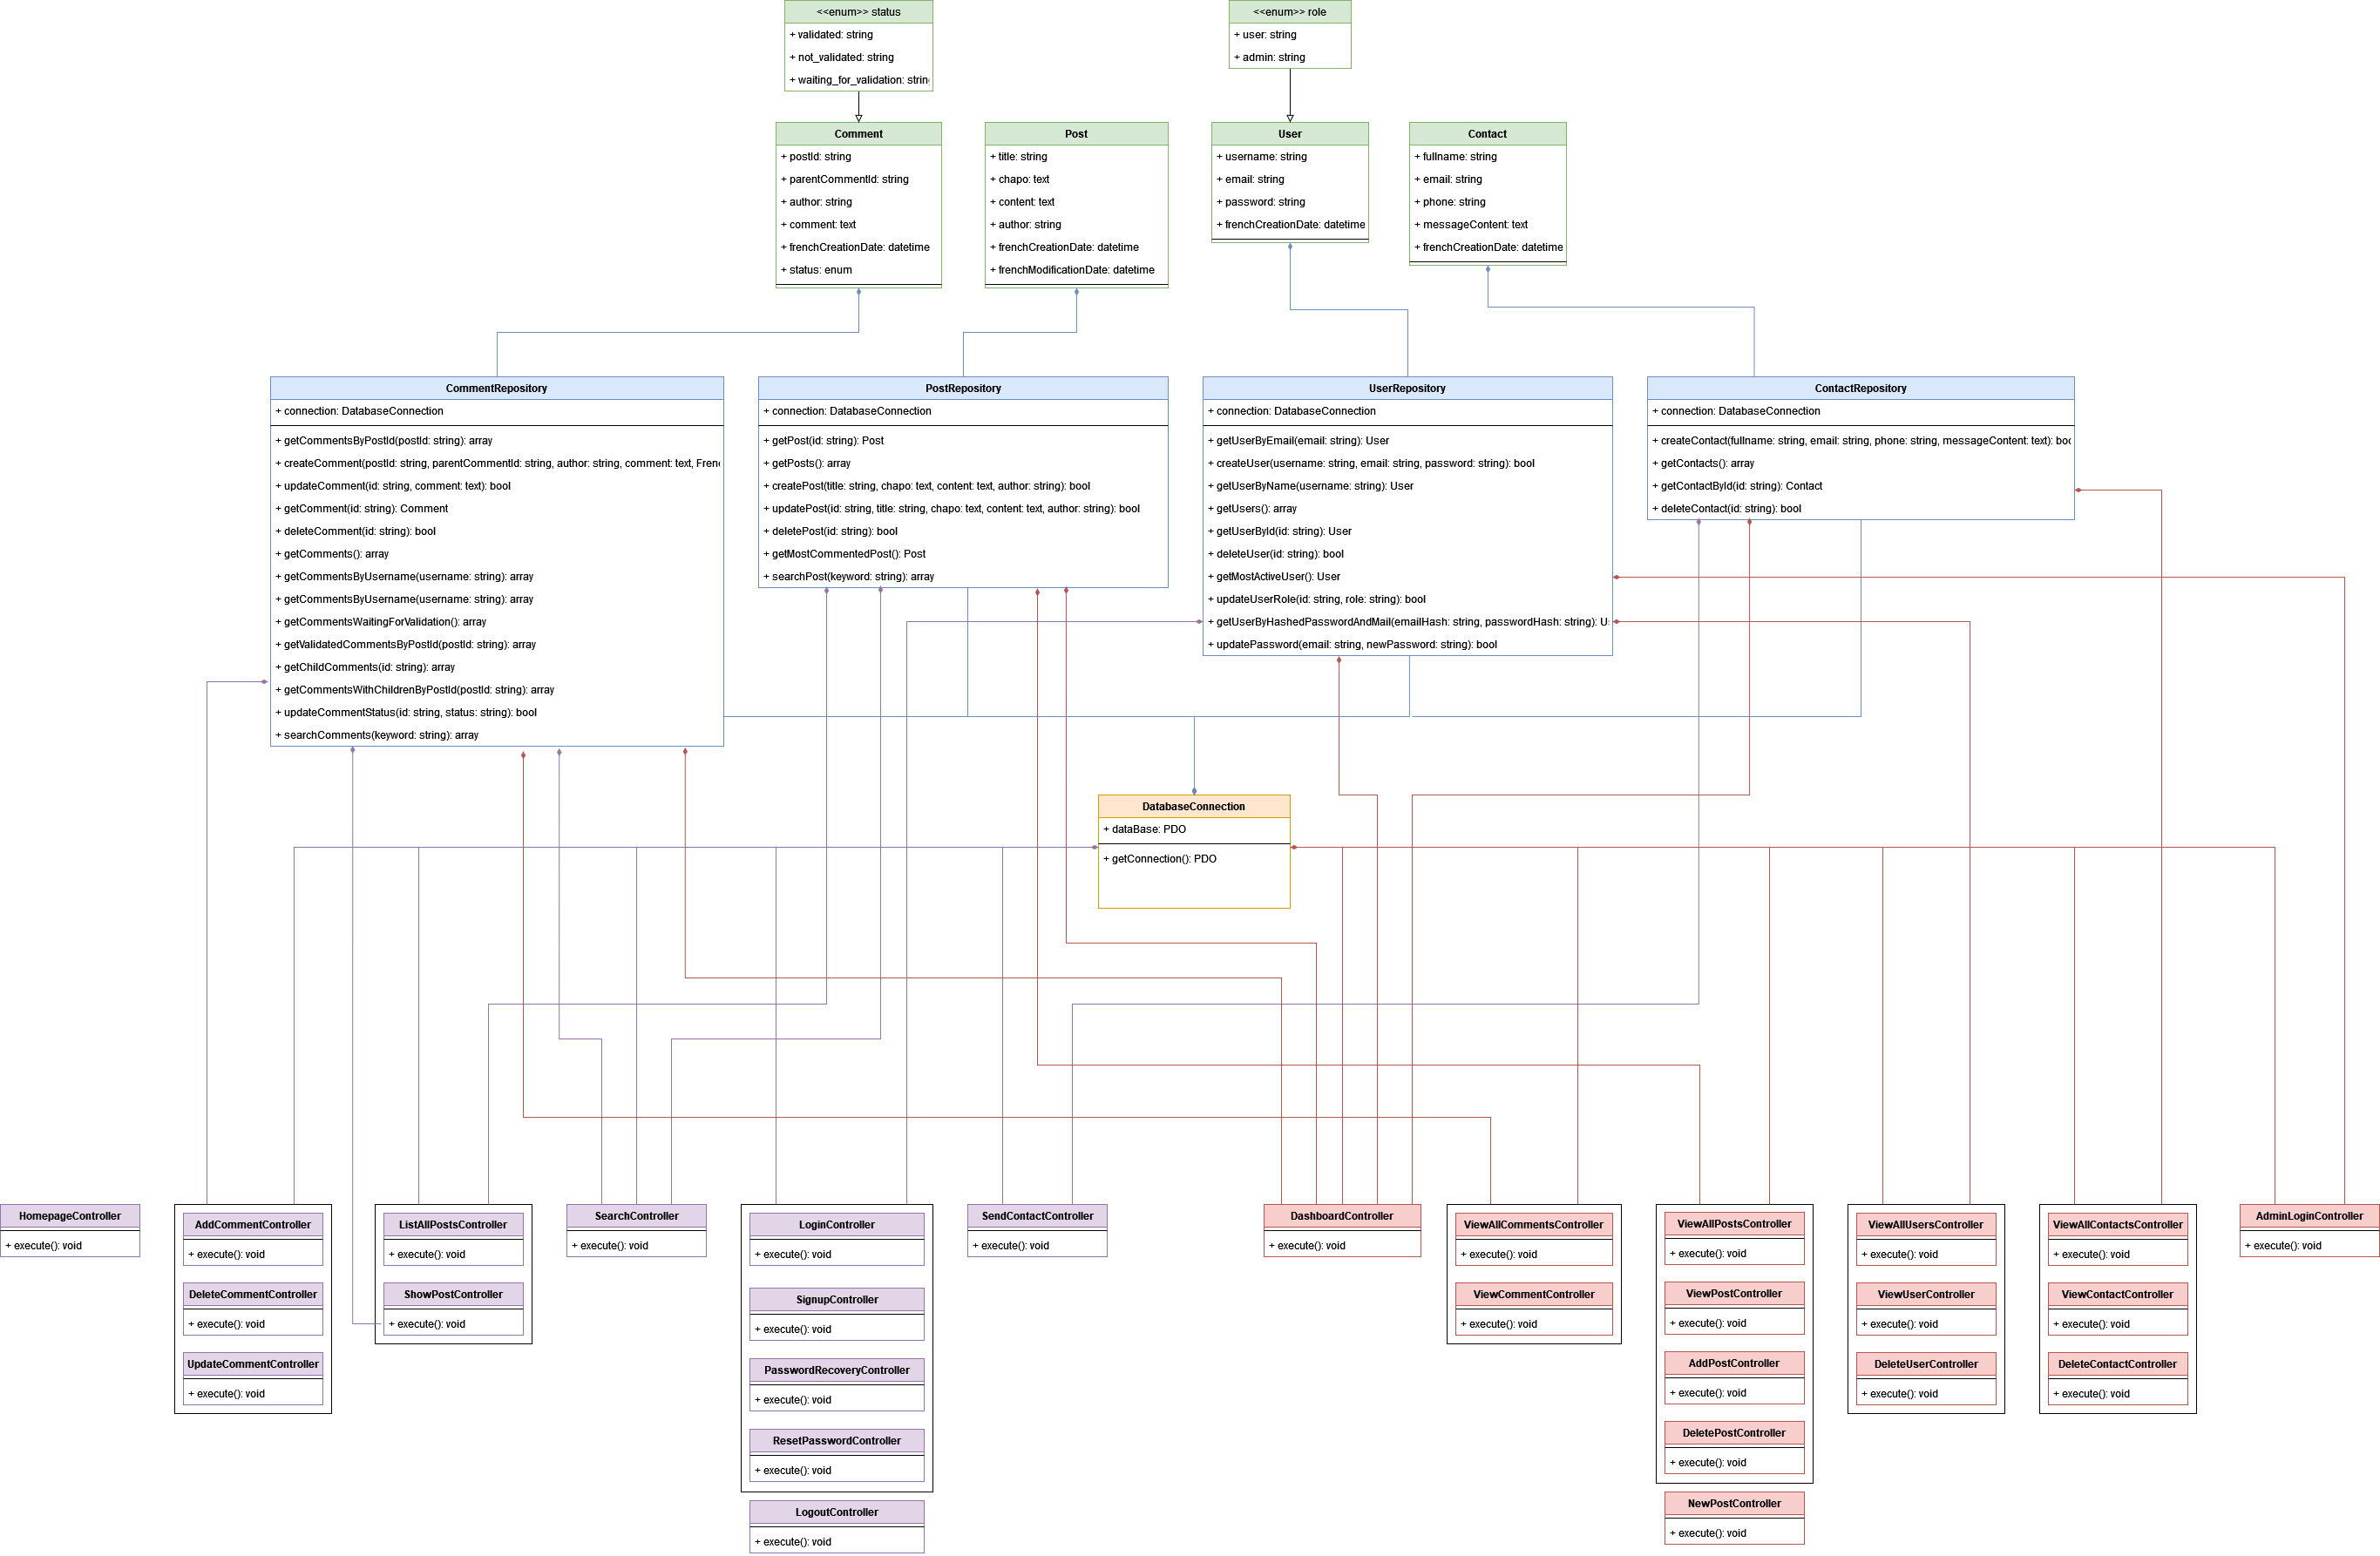 <<enum>> status
+ validated: string
+ not_validated: string
+ waiting_for_validation: strin
<<enum>> role
+ user: string
+ admin: string
Comment
+ postId: string
+ parentCommentId: string
+ author: string
+ comment: text
+ frenchCreationDate: datetime
+ status: enum
Post
+ title: string
+ chapo: text
+ content: text
+ author: string
+ frenchCreationDate: datetime
+ frenchModificationDate: datetime
User
+ username: string
+ email: string
+ password: string
+ frenchCreationDate: datetime
Contact
+ fullname: string
+ email: string
+ phone: string
+ messageContent: text
+ frenchCreationDate: datetime
CommentRepository
+ connection: DatabaseConnection
+ getCommentsByPostId(postId: string): array
+ createComment(postId: string, parentCommentId: string, author: string, comment: text, Fren
+ updateComment(id: string, comment: text): bool
+ getComment(id: string): Comment
+ deleteComment(id: string): bool
+ getComments(): array
+ getCommentsByUsername(username: string): array
+ getCommentsByUsername(username: string): array
+ getCommentsWaitingForValidation(): array
+ getValidatedCommentsByPostId(postId: string): array
+ getChildComments(id: string): array
+ getCommentsWithChildrenByPostId(postId: string): array
+ updateCommentStatus(id: string, status: string): bool
+ searchComments(keyword: string): array
PostRepository
+ connection: DatabaseConnection
+ getPost(id: string): Post
+ getPosts(): array
+ createPost(title: string, chapo: text, content: text, author: string): bool
+ updatePost(id: string, title: string, chapo: text, content: text, author: string): bool
+ deletePost(id: string): bool
+ getMostCommentedPost(): Post
+ searchPost(keyword: string): array
UserRepository
+ connection: DatabaseConnection
+ getUserByEmail(email: string): User
+ createUser(username: string, email: string, password: string): bool
+ getUserByName(username: string): User
+ getUsers(): array
+ getUserById(id: string): User
+ deleteUser(id: string): bool
+ getMostActiveUser(): User
+ updateUserRole(id: string, role: string): bool
+ getUserByHashedPasswordAndMail(emailHash: string, passwordHash: string): U
+ updatePassword(email: string, newPassword: string): bool
ContactRepository
+ connection: DatabaseConnection
+ createContact(fullname: string, email: string, phone: string, messageContent: text): boo
+ getContacts(): array
+ getContactById(id: string): Contact
+ deleteContact(id: string): bool
DatabaseConnection
+ dataBase: PDO
+ getConnection(): PDO
HomepageController
+ execute(): void
AddCommentController
+ execute(): void
DeleteCommentController
+ execute(): void
UpdateCommentController
+ execute(): void
ListAllPostsController
+ execute(): void
ShowPostController
+ execute(): void
SearchController
+ execute(): void
LoginController
+ execute(): void
SignupController
+ execute(): void
PasswordRecoveryController
+ execute(): void
ResetPasswordController
+ execute(): void
LogoutController
+ execute(): void
SendContactController
+ execute(): void
DashboardController
+ execute(): void
ViewAllCommentsController
+ execute(): void
ViewCommentController
+ execute(): void
ViewAllPostsController
+ execute(): void
ViewPostController
+ execute(): void
AddPostController
+ execute(): void
DeletePostController
+ execute(): void
NewPostController
+ execute(): void
ViewAllUsersController
+ execute(): void
ViewUserController
+ execute(): void
DeleteUserController
+ execute(): void
ViewAllContactsController
+ execute(): void
ViewContactController
+ execute(): void
DeleteContactController
+ execute(): void
AdminLoginController
+ execute(): void